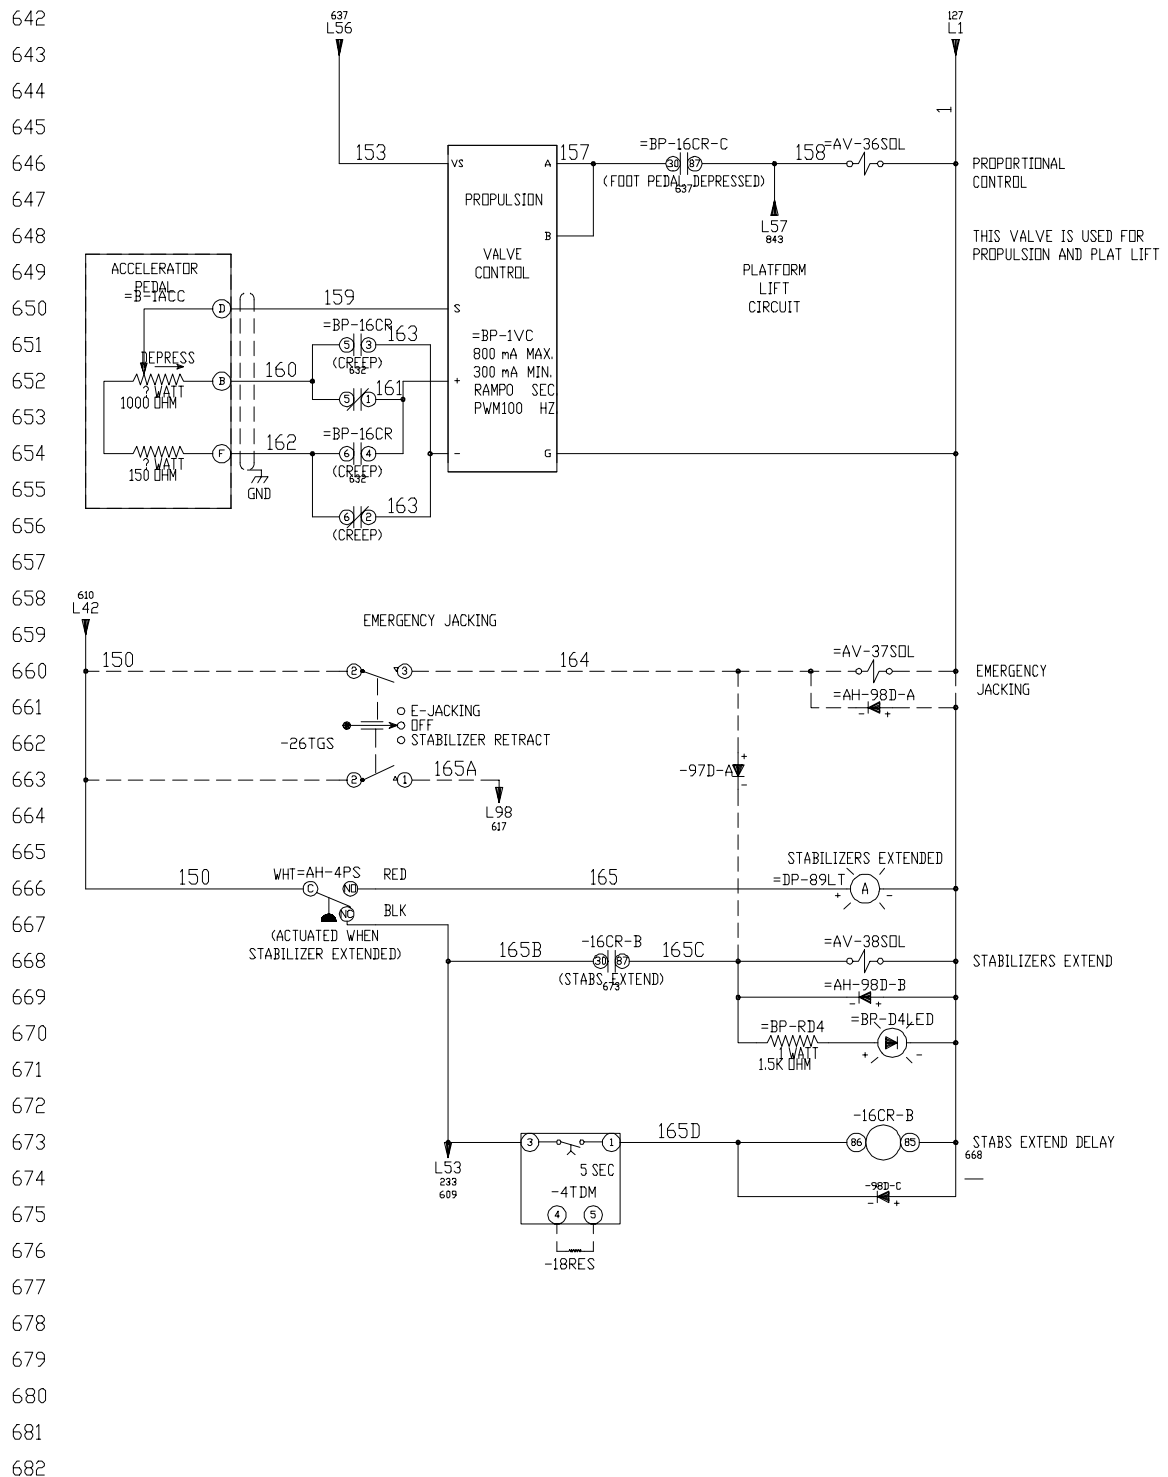 642
637
L56
127
L1
643
644
1
645
=BP-16CR-C
=AV-36SOL
646
153
VS
A
157
30
87
158
PROPORTIONAL
CONTROL
(FOOT PEDAL DEPRESSED)
637
647
PROPULSION
L57
843
648
B
THIS VALVE IS USED FOR
PROPULSION AND PLAT LIFT
VALVE
CONTROL
649
ACCELERATOR
PEDAL
=B-1ACC
PLATFORM
LIFT
CIRCUIT
650
D
159
S
=BP-16CR
163
=BP-1VC
651
5
3
(CREEP)
632
800 mA MAX.
DEPRESS
652
B
160
+
300 mA MIN.
? WATT
1000 OHM
5
1
161
RAMP0 SEC
653
PWM100 HZ
=BP-16CR
654
F
162
6
4
-
G
(CREEP)
632
? WATT
150 OHM
655
GND
163
656
6
2
(CREEP)
657
658
610
L42
EMERGENCY JACKING
659
=AV-37SOL
660
150
2
3
164
EMERGENCY
JACKING
=AH-98D-A
661
E-JACKING
- +
OFF
662
-26TGS
STABILIZER RETRACT
+
663
2
1
165A
-97D-A
-
664
L98
617
665
STABILIZERS EXTENDED
666
150
WHT=AH-4PS
RED
C
NO
165
=DP-89LT
+
A
-
667
NC
BLK
(ACTUATED WHEN
STABILIZER EXTENDED)
-16CR-B
=AV-38SOL
668
165B
30
87
165C
STABILIZERS EXTEND
(STABS EXTEND)
673
669
=AH-98D-B
- +
670
=BP-RD4
=BP-D4LED
1 WATT
1.5K OHM
+
-
671
672
-16CR-B
673
3
1
165D
86
85
STABS EXTEND DELAY
668
L53
233
609
674
5 SEC
-4TDM
-98D-C
- +
675
4
5
676
-18RES
677
678
679
680
681
682